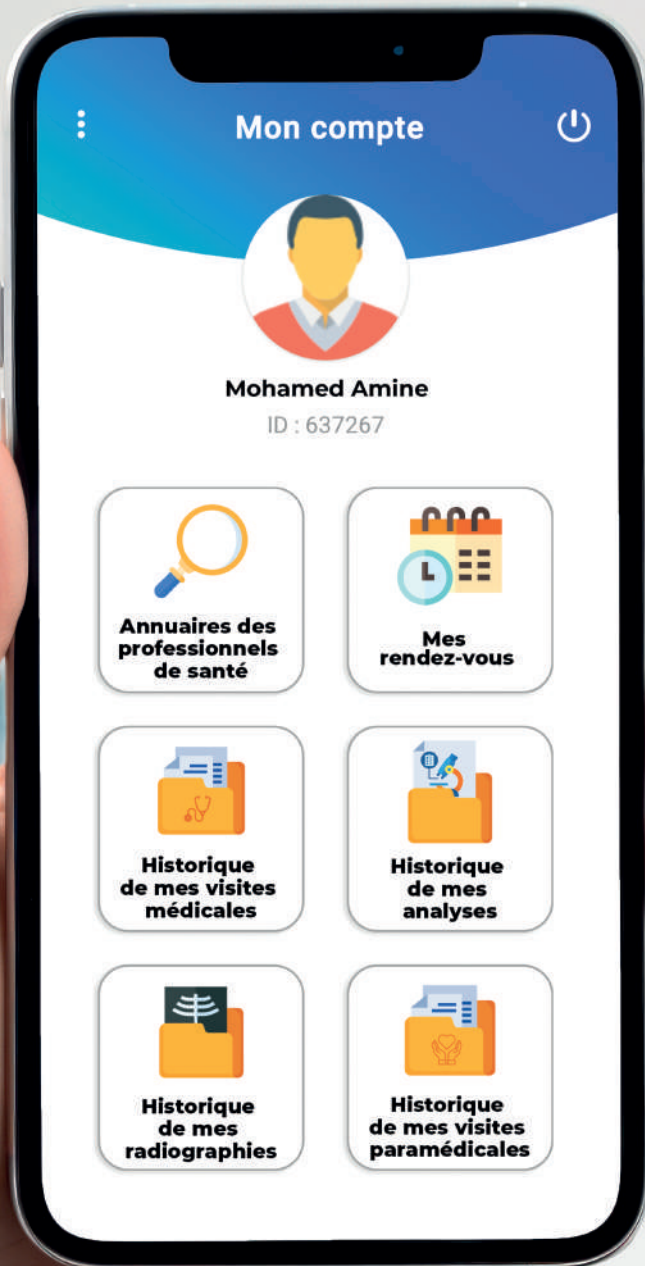 Mon compte
Mohamed Amine
ID : 637267
Annuaires des
professionnels
de santé
Mes
rendez-vous
Historique
de mes visites
médicales
Historique
de mes
analyses
Historique
de mes
radiographies
Historique
de mes visites
paramédicales